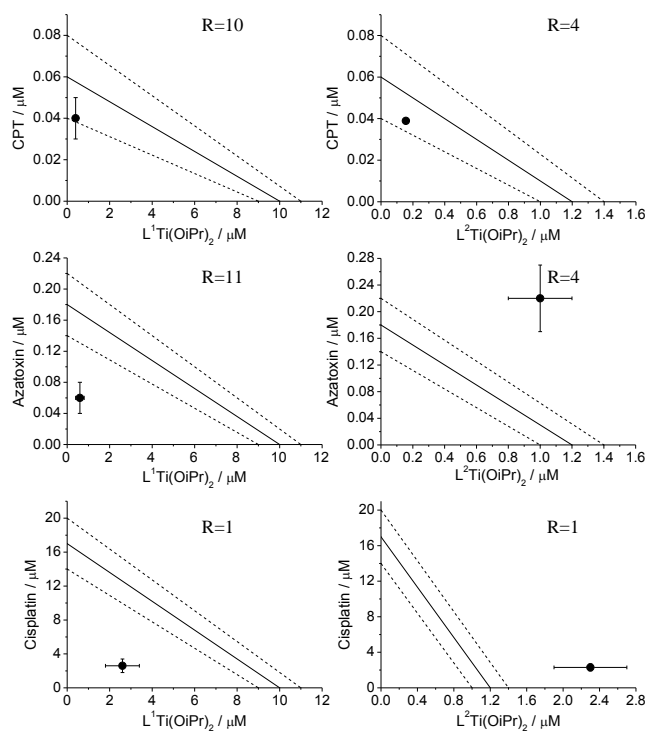 R=10
0.08
0.06
0.04
0.02
0.00
CPT / μM
0 2 4 6 8 10 12
L¹Ti(OiPr)₂ / μM
R=4
0.08
0.06
0.04
0.02
0.00
CPT / μM
0.0 0.2 0.4 0.6 0.8 1.0 1.2 1.4 1.6
L²Ti(OiPr)₂ / μM
R=11
0.24
0.20
0.16
0.12
0.08
0.04
0.00
Azatoxin / μM
0 2 4 6 8 10 12
L¹Ti(OiPr)₂ / μM
R=4
0.28
0.24
0.20
0.16
0.12
0.08
0.04
0.00
Azatoxin / μM
0.0 0.2 0.4 0.6 0.8 1.0 1.2 1.4 1.6
L²Ti(OiPr)₂ / μM
R=1
20
16
12
8
4
0
Cisplatin / μM
0 2 4 6 8 10 12
L¹Ti(OiPr)₂ / μM
R=1
20
16
12
8
4
0
Cisplatin / μM
0.0 0.4 0.8 1.2 1.6 2.0 2.4 2.8
L²Ti(OiPr)₂ / μM